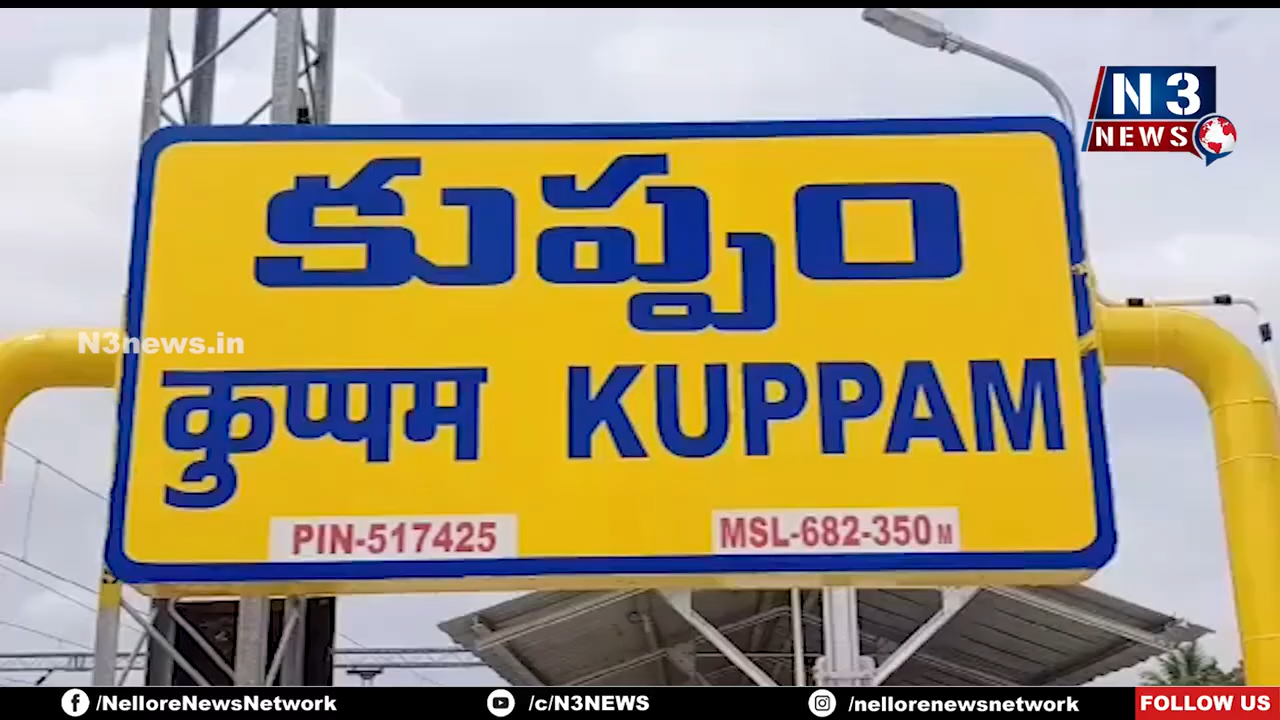 N3
NEWS
కుప్పం
N3news.in
कुप्पम KUPPAM
PIN-517425 MSL-682-350 M
/NelloreNewsNetwork /c/N3NEWS /nellorenewsnetwork FOLLOW US